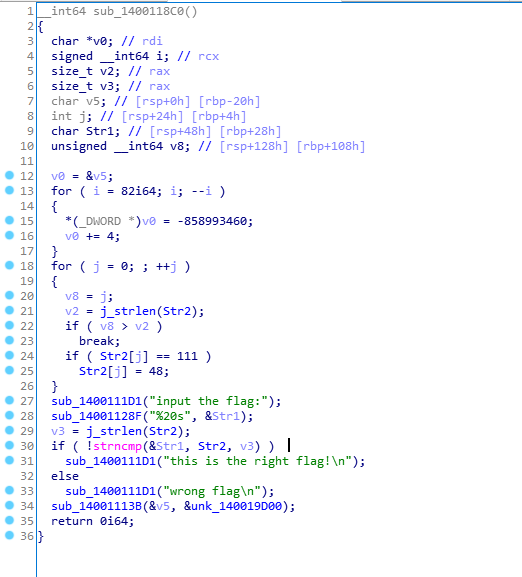 1 __int64 sub_1400118C0()
2 {
3 char *v0; // rdi
4 signed __int64 i; // rcx
5 size_t v2; // rax
6 size_t v3; // rax
7 char v5; // [rsp+0h] [rbp-20h]
8 int j; // [rsp+24h] [rbp+4h]
9 char Str1; // [rsp+48h] [rbp+28h]
10 unsigned __int64 v8; // [rsp+128h] [rbp+108h]
11
12 v0 = &v5;
13 for ( i = 82i64; i; --i )
14 {
15 *(_DWORD *)v0 = -858993460;
16 v0 += 4;
17 }
18 for ( j = 0; ; ++j )
19 {
20 v8 = j;
21 v2 = j_strlen(Str2);
22 if ( v8 > v2 )
23 break;
24 if ( Str2[j] == 111 )
25 Str2[j] = 48;
26 }
27 sub_1400111D1("input the flag:");
28 sub_14001128F("%20s", &Str1);
29 v3 = j_strlen(Str2);
30 if ( !strncmp(&Str1, Str2, v3) )
31 sub_1400111D1("this is the right flag!\n");
32 else
33 sub_1400111D1("wrong flag\n");
34 sub_14001113B(&v5, &unk_140019D00);
35 return 0i64;
36 }